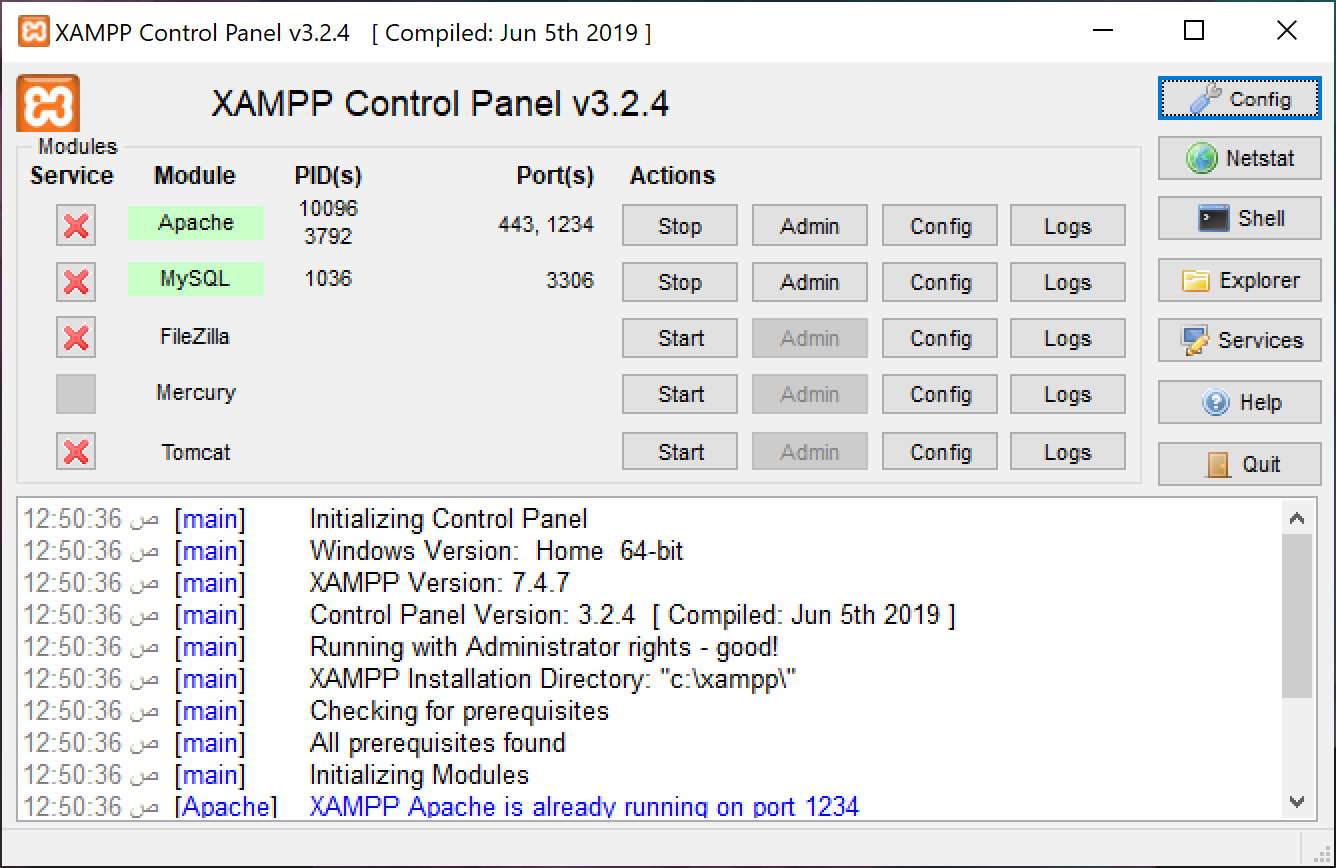 XAMPP Control Panel v3.2.4 [ Compiled: Jun 5th 2019 ]
XAMPP Control Panel v3.2.4
Config
Modules
Service Module PID(s) Port(s) Actions
Netstat
Apache 10096 3792 443, 1234 Stop Admin Config Logs
Shell
MySQL 1036 3306 Stop Admin Config Logs
Explorer
FileZilla Start Admin Config Logs
Services
Mercury Start Admin Config Logs
Help
Tomcat Start Admin Config Logs
Quit
12:50:36 ص [main] Initializing Control Panel
12:50:36 ص [main] Windows Version: Home 64-bit
12:50:36 ص [main] XAMPP Version: 7.4.7
12:50:36 ص [main] Control Panel Version: 3.2.4 [ Compiled: Jun 5th 2019 ]
12:50:36 ص [main] Running with Administrator rights - good!
12:50:36 ص [main] XAMPP Installation Directory: "c:\xampp\"
12:50:36 ص [main] Checking for prerequisites
12:50:36 ص [main] All prerequisites found
12:50:36 ص [main] Initializing Modules
12:50:36 ص [Apache] XAMPP Apache is already running on port 1234